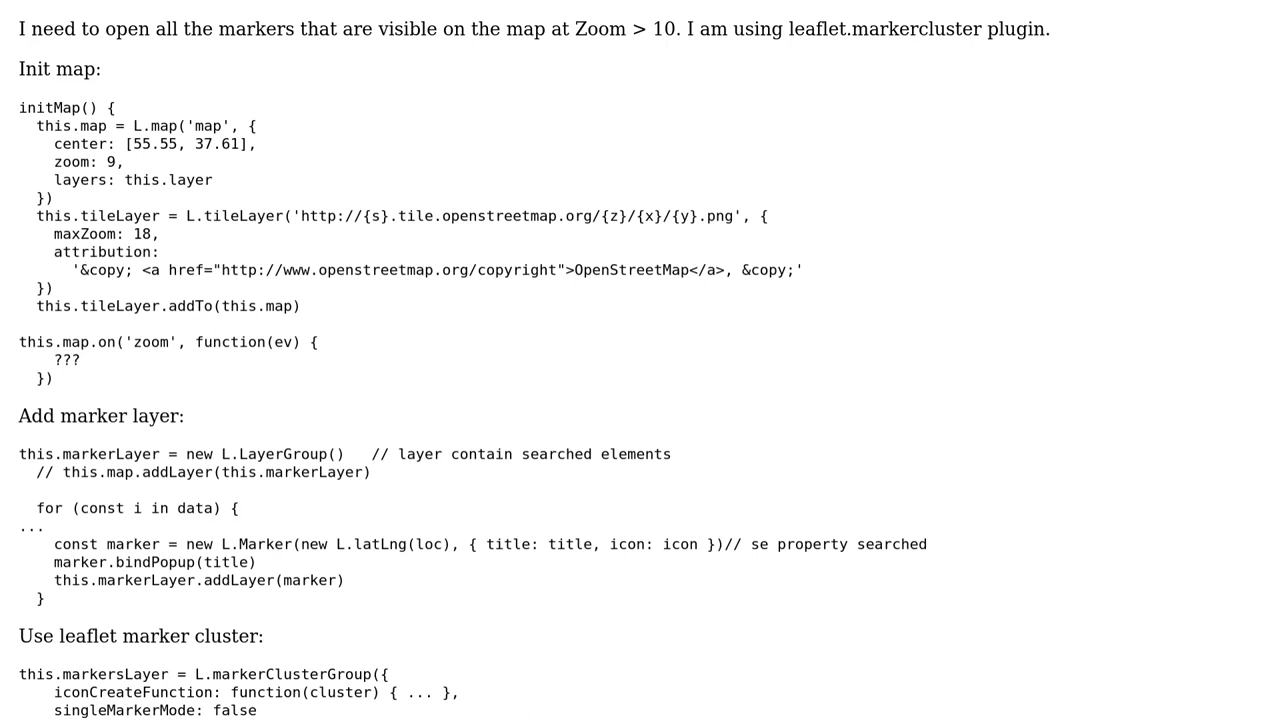 I need to open all the markers that are visible on the map at Zoom > 10. I am using leaflet.markercluster plugin.
Init map:
initMap() {
  this.map = L.map('map', {
    center: [55.55, 37.61],
    zoom: 9,
    layers: this.layer
  })
  this.tileLayer = L.tileLayer('http://{s}.tile.openstreetmap.org/{z}/{x}/{y}.png', {
    maxZoom: 18,
    attribution:
      '&copy; <a href="http://www.openstreetmap.org/copyright">OpenStreetMap</a>, &copy;'
  })
  this.tileLayer.addTo(this.map)

this.map.on('zoom', function(ev) {
    ???
  })
Add marker layer:
this.markerLayer = new L.LayerGroup()   // layer contain searched elements
  // this.map.addLayer(this.markerLayer)

  for (const i in data) {
...
    const marker = new L.Marker(new L.latLng(loc), { title: title, icon: icon })// se property searched
    marker.bindPopup(title)
    this.markerLayer.addLayer(marker)
  }
Use leaflet marker cluster:
this.markersLayer = L.markerClusterGroup({
    iconCreateFunction: function(cluster) { ... },
    singleMarkerMode: false